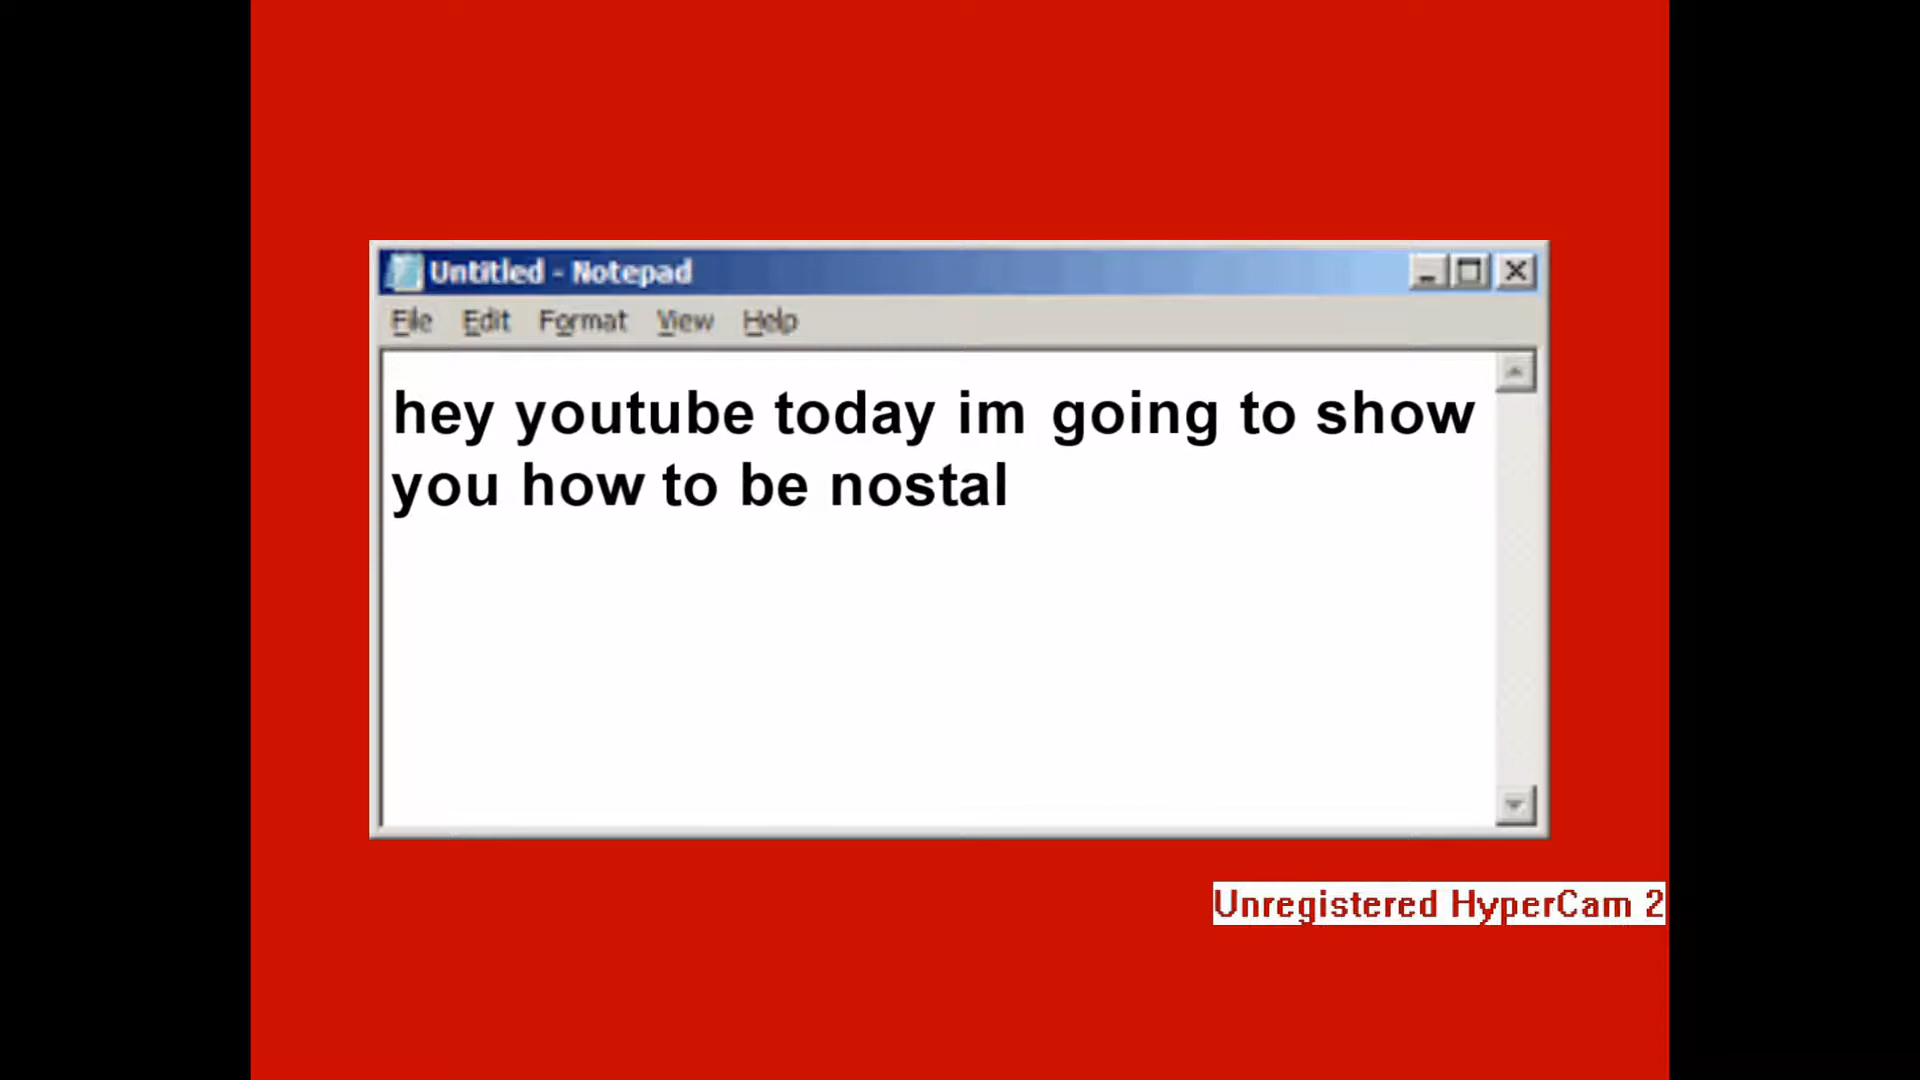 Untitled - Notepad
File Edit Format View Help
hey youtube today im going to show
you how to be nostal
Unregistered HyperCam 2